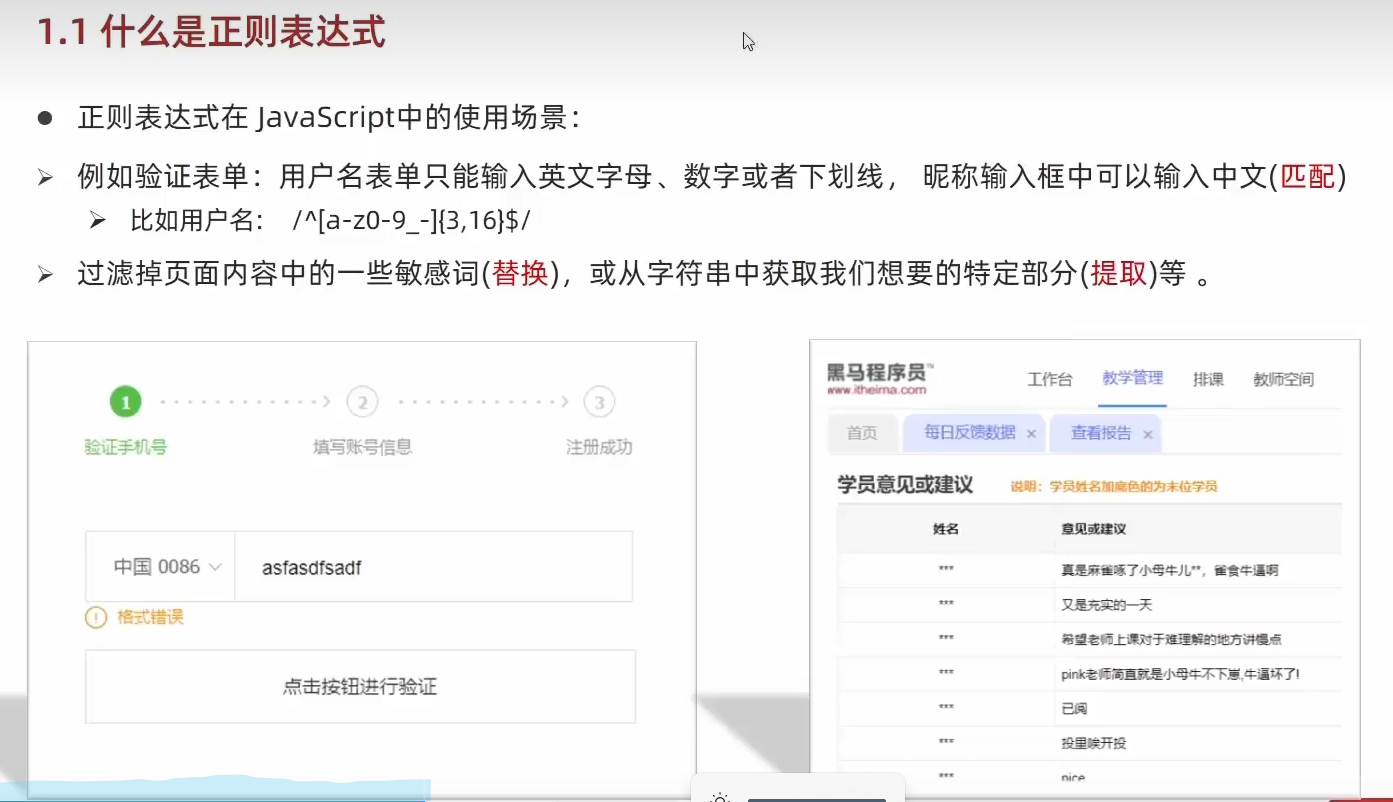 1.1 什么是正则表达式
正则表达式在 JavaScript中的使用场景：
例如验证表单：用户名表单只能输入英文字母、数字或者下划线， 昵称输入框中可以输入中文(匹配)
比如用户名： /^[a-z0-9_-]{3,16}$/
过滤掉页面内容中的一些敏感词(替换)，或从字符串中获取我们想要的特定部分(提取)等 。
1 2 3
验证手机号 填写账号信息 注册成功
中国 0086 asfasdfsadf
! 格式错误
点击按钮进行验证
黑马程序员™
www.itheima.com
工作台 教学管理 排课 教师空间
首页 每日反馈数据 × 查看报告 ×
学员意见或建议 说明：学员姓名加底色的为末位学员
姓名 意见或建议
*** 真是麻雀啄了小母牛儿**，雀食牛逼啊
*** 又是充实的一天
*** 希望老师上课对于难理解的地方讲慢点
*** pink老师简直就是小母牛不下崽,牛逼坏了!
*** 已阅
*** 投里唉开投
*** nice